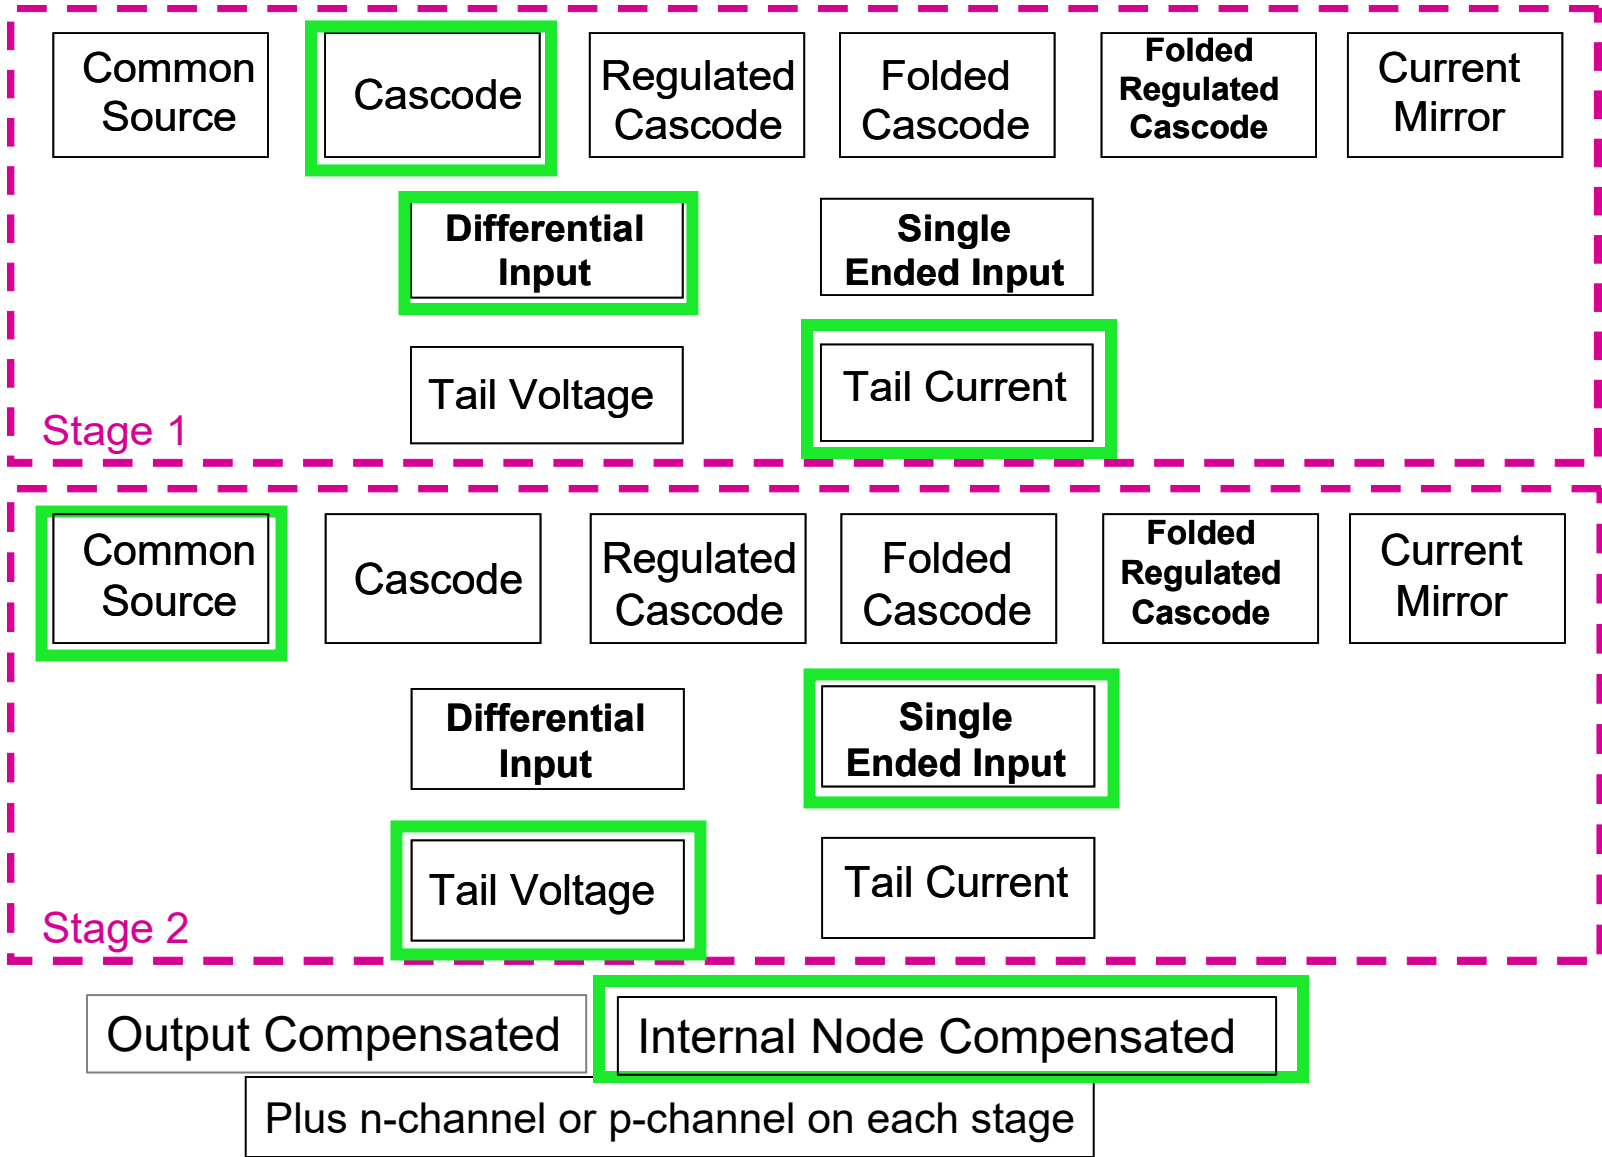 Common
Source
Cascode
Regulated
Cascode
Folded
Cascode
Folded
Regulated
Cascode
Current
Mirror
Differential
Input
Single
Ended Input
Tail Voltage
Tail Current
Stage 1
Common
Source
Cascode
Regulated
Cascode
Folded
Cascode
Folded
Regulated
Cascode
Current
Mirror
Differential
Input
Single
Ended Input
Tail Voltage
Tail Current
Stage 2
Output Compensated
Internal Node Compensated
Plus n-channel or p-channel on each stage